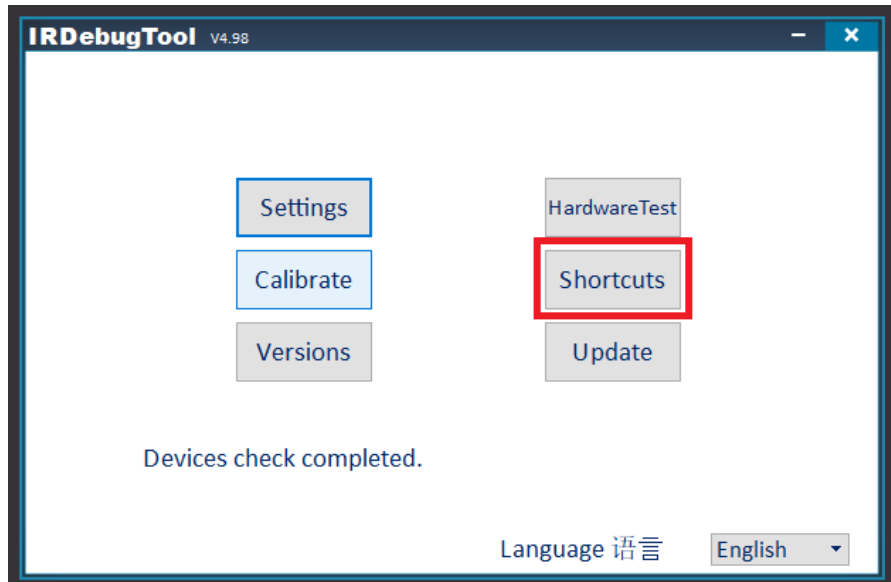 IRDebugTool V4.98
Settings
HardwareTest
Calibrate
Shortcuts
Versions
Update
Devices check completed.
Language 语言 English